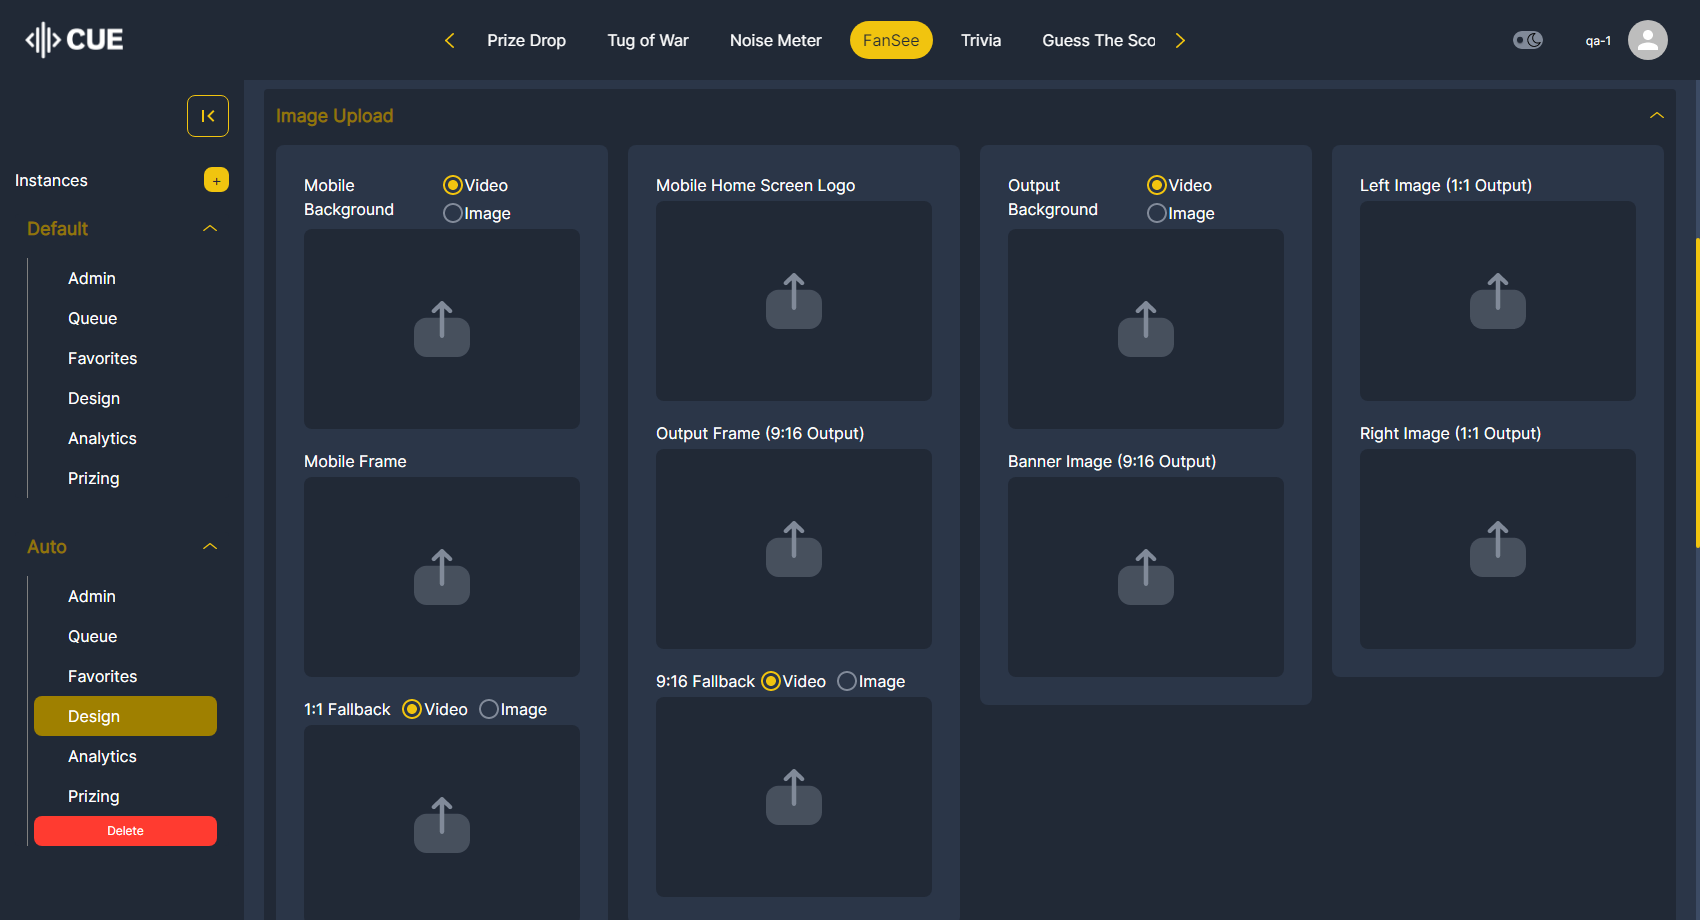 CUE
Prize Drop
Tug of War
Noise Meter
FanSee
Trivia
Guess The Sco
qa-1
Instances
+
Default
Admin
Queue
Favorites
Design
Analytics
Prizing
Auto
Admin
Queue
Favorites
Design
Analytics
Prizing
Delete
Image Upload
Mobile
Background
Video
Image
Mobile Frame
1:1 Fallback
Video
Image
Mobile Home Screen Logo
Output Frame (9:16 Output)
9:16 Fallback
Video
Image
Output
Background
Video
Image
Banner Image (9:16 Output)
Left Image (1:1 Output)
Right Image (1:1 Output)